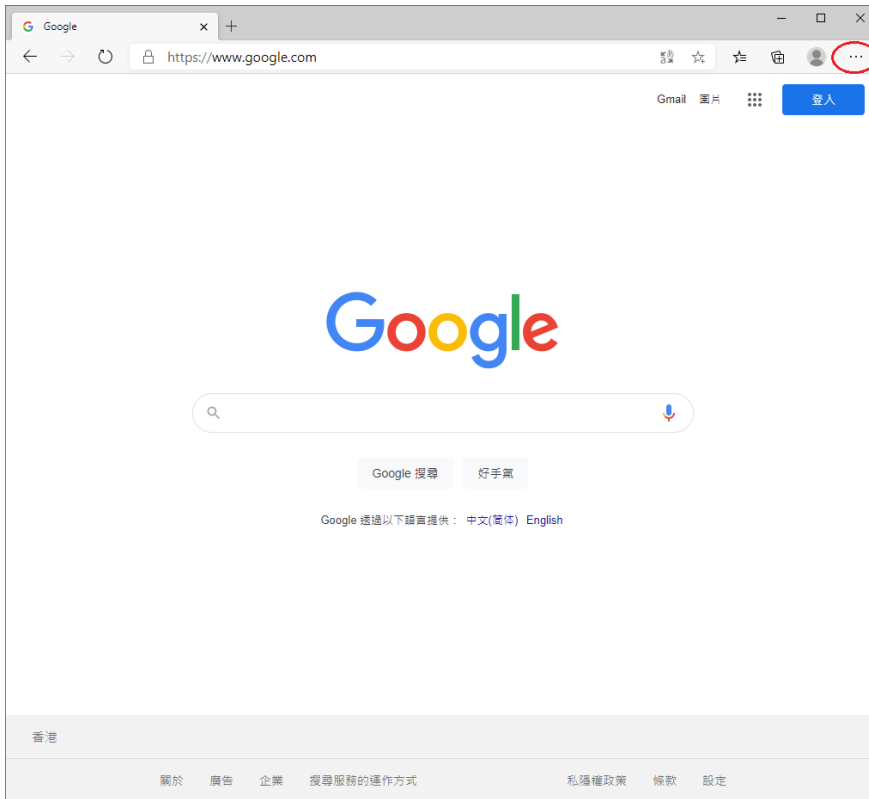 Google
https://www.google.com
Gmail 圖片 登入
Google
Google 搜尋 好手氣
Google 透過以下語言提供： 中文(简体) English
香港
關於 廣告 企業 搜尋服務的運作方式 私隱權政策 條款 設定